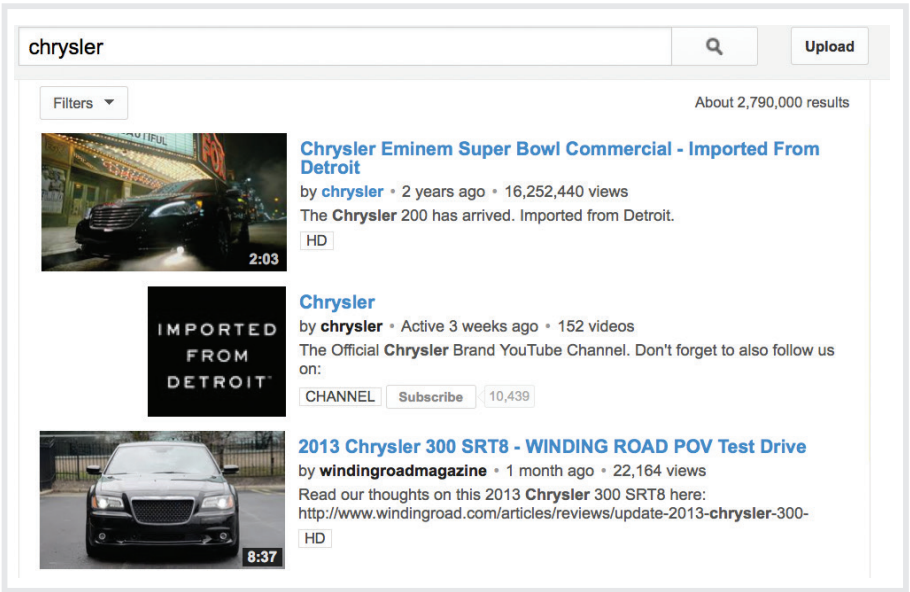 chrysler
Upload
Filters
About 2,790,000 results
BEAUTIFUL
FOX
2:03
Chrysler Eminem Super Bowl Commercial - Imported From
Detroit
by chrysler • 2 years ago • 16,252,440 views
The Chrysler 200 has arrived. Imported from Detroit.
HD
IMPORTED
FROM
DETROIT™
Chrysler
by chrysler • Active 3 weeks ago • 152 videos
The Official Chrysler Brand YouTube Channel. Don't forget to also follow us
on:
CHANNEL Subscribe 10,439
8:37
2013 Chrysler 300 SRT8 - WINDING ROAD POV Test Drive
by windingroadmagazine • 1 month ago • 22,164 views
Read our thoughts on this 2013 Chrysler 300 SRT8 here:
http://www.windingroad.com/articles/reviews/update-2013-chrysler-300-
HD